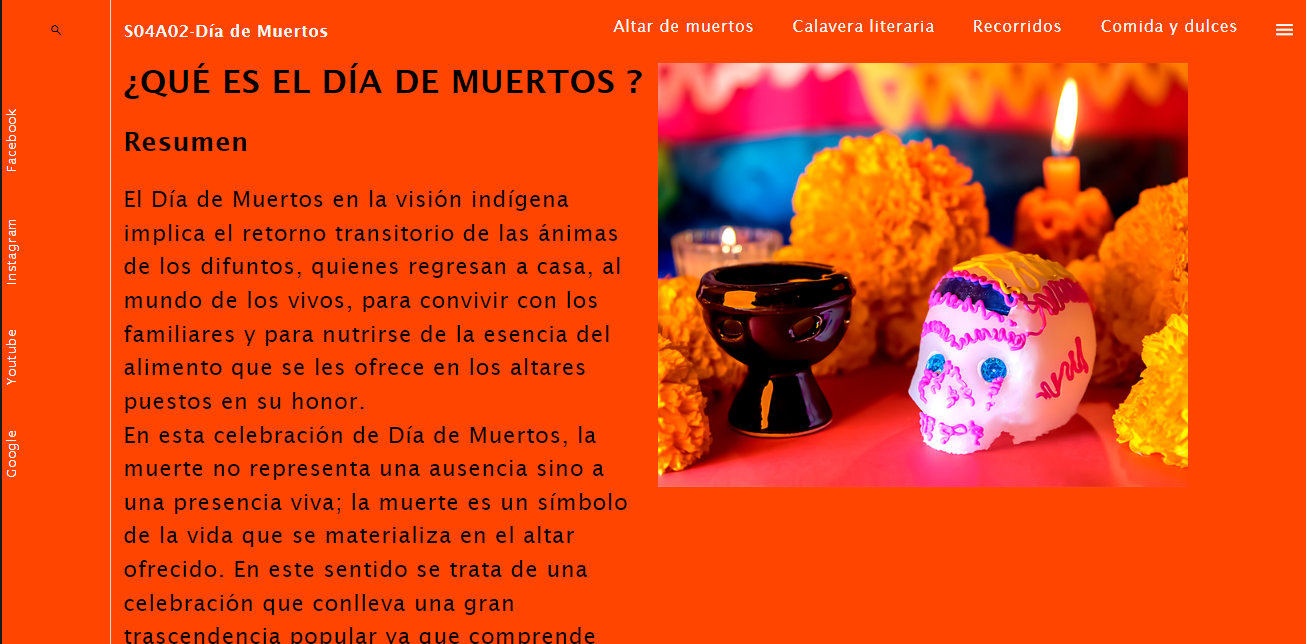 S04A02-Día de Muertos
Altar de muertos
Calavera literaria
Recorridos
Comida y dulces
Facebook
Instagram
Youtube
Google
¿QUÉ ES EL DÍA DE MUERTOS ?
Resumen
El Día de Muertos en la visión indígena
implica el retorno transitorio de las ánimas
de los difuntos, quienes regresan a casa, al
mundo de los vivos, para convivir con los
familiares y para nutrirse de la esencia del
alimento que se les ofrece en los altares
puestos en su honor.
En esta celebración de Día de Muertos, la
muerte no representa una ausencia sino a
una presencia viva; la muerte es un símbolo
de la vida que se materializa en el altar
ofrecido. En este sentido se trata de una
celebración que conlleva una gran
trascendencia popular ya que comprende